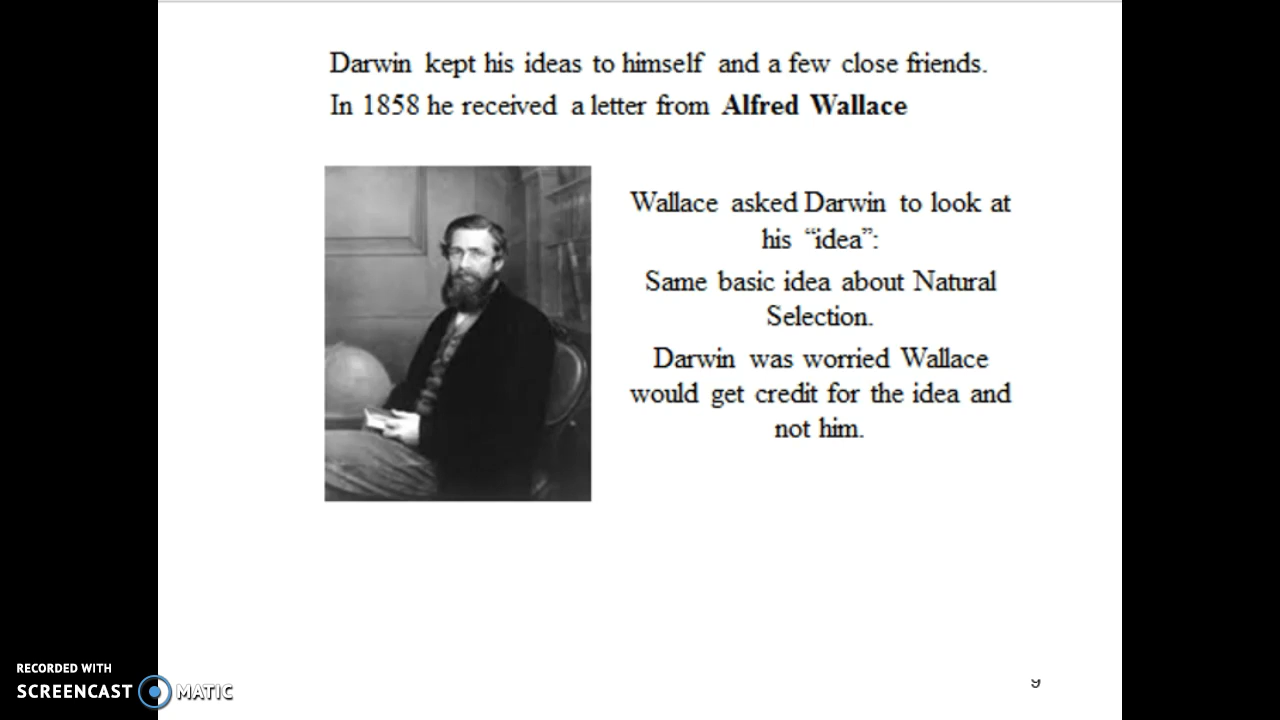 Darwin kept his ideas to himself and a few close friends.
In 1858 he received a letter from Alfred Wallace
Wallace asked Darwin to look at
his “idea”:
Same basic idea about Natural
Selection.
Darwin was worried Wallace
would get credit for the idea and
not him.
RECORDED WITH
SCREENCAST MATIC
9